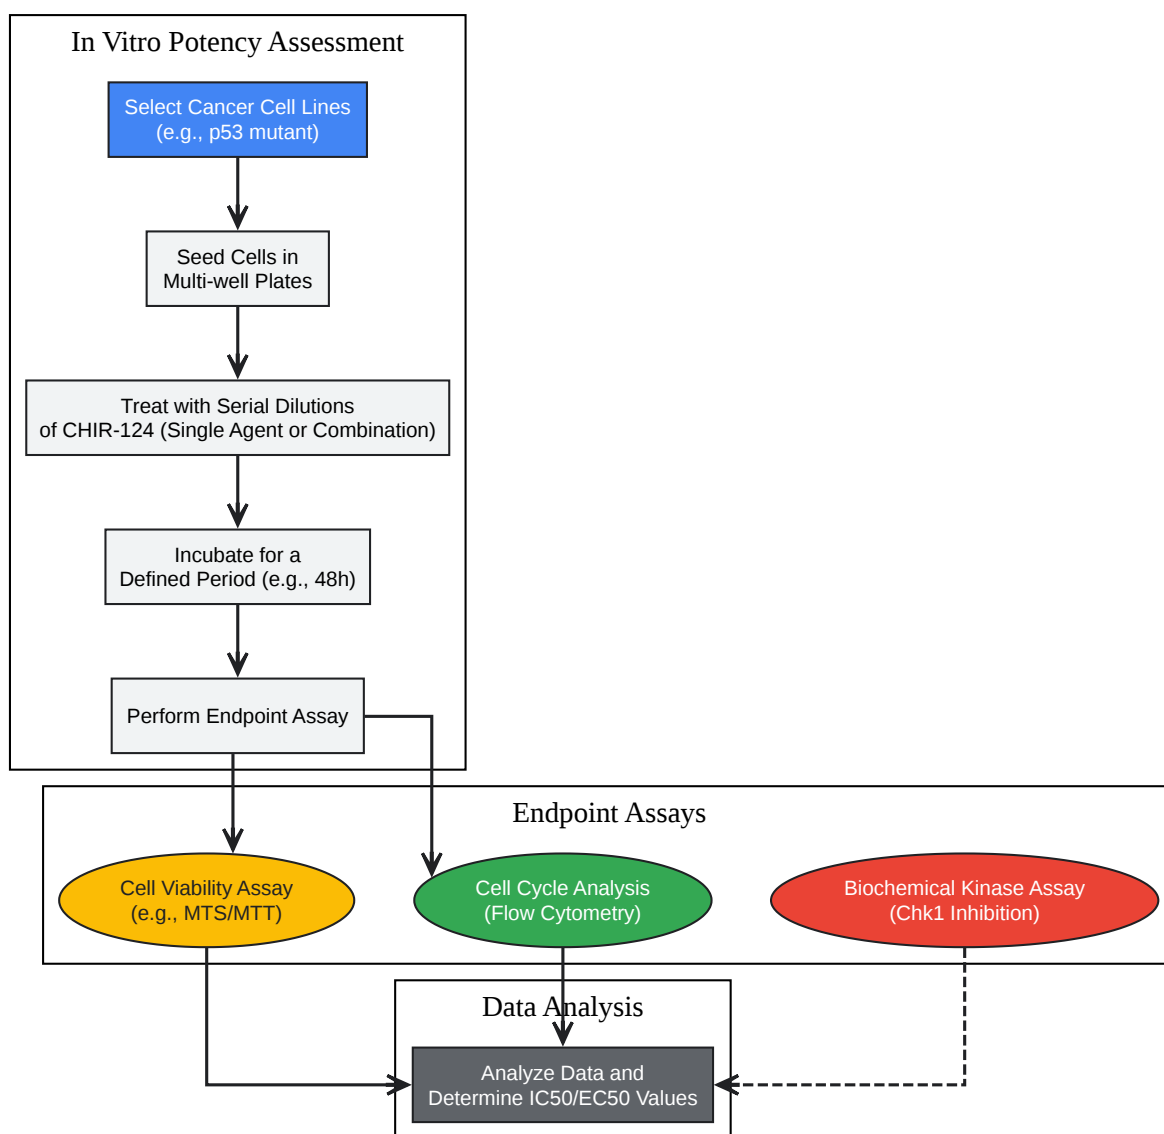 In Vitro Potency Assessment
Select Cancer Cell Lines
(e.g., p53 mutant)
Seed Cells in
Multi-well Plates
Treat with Serial Dilutions
of CHIR-124 (Single Agent or Combination)
Incubate for a
Defined Period (e.g., 48h)
Perform Endpoint Assay
Endpoint Assays
Cell Viability Assay
(e.g., MTS/MTT)
Cell Cycle Analysis
(Flow Cytometry)
Biochemical Kinase Assay
(Chk1 Inhibition)
Data Analysis
Analyze Data and
Determine IC50/EC50 Values